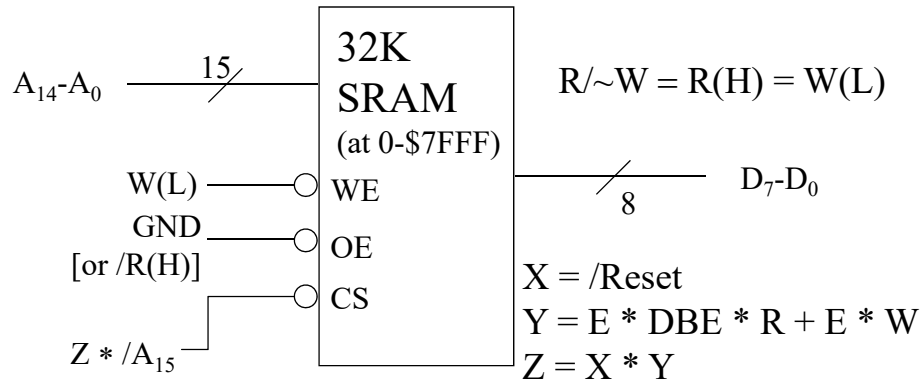 A₁₄-A₀
15
32K
SRAM
(at 0-$7FFF)
R/~W = R(H) = W(L)
W(L)
WE
8
D₇-D₀
GND
[or /R(H)]
OE
CS
Z * /A₁₅
X = /Reset
Y = E * DBE * R + E * W
Z = X * Y